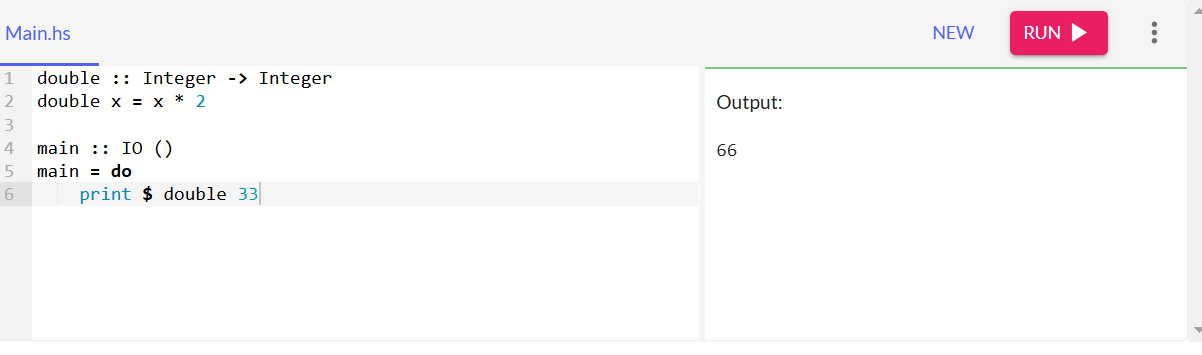 Main.hs
NEW
RUN
1 double :: Integer -> Integer
2 double x = x * 2
3
4 main :: IO ()
5 main = do
6     print $ double 33
Output:
66